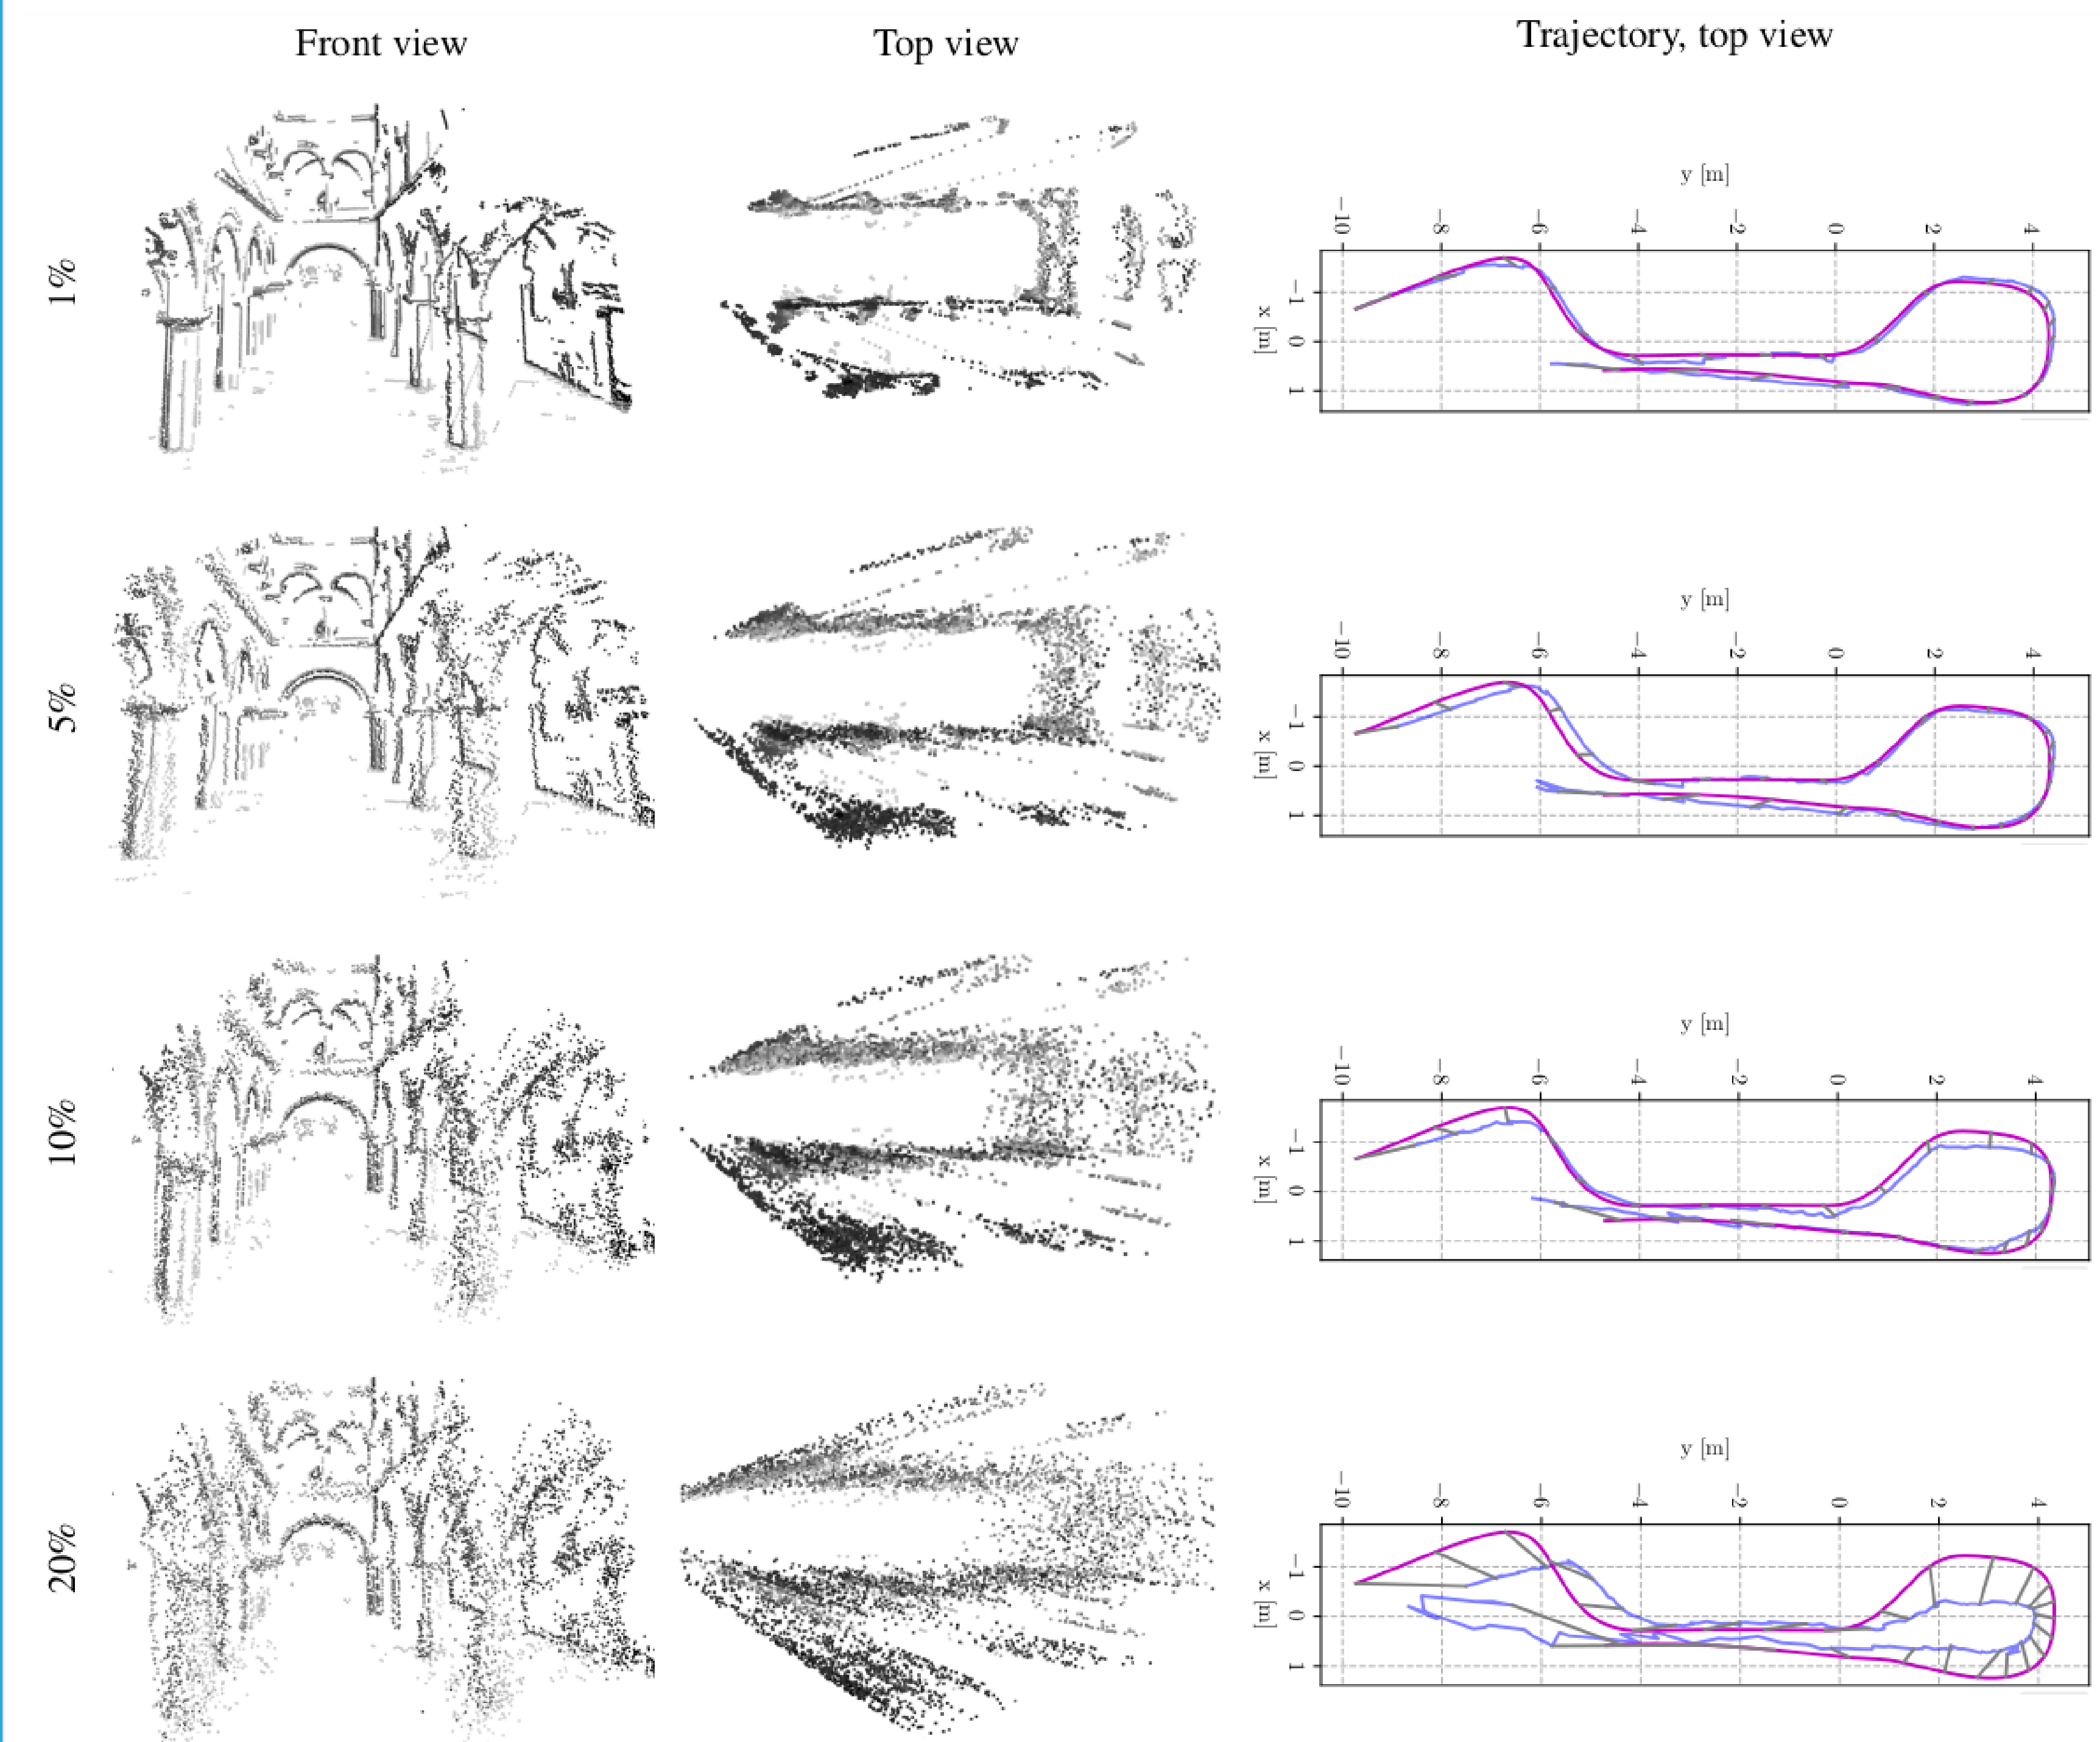 Front view
Top view
Trajectory, top view
1%
y [m]
−10 −8 −6 −4 −2 0 2 4
x [m]
−1
0
1
5%
y [m]
−10 −8 −6 −4 −2 0 2 4
x [m]
−1
0
1
10%
y [m]
−10 −8 −6 −4 −2 0 2 4
x [m]
−1
0
1
20%
y [m]
−10 −8 −6 −4 −2 0 2 4
x [m]
−1
0
1